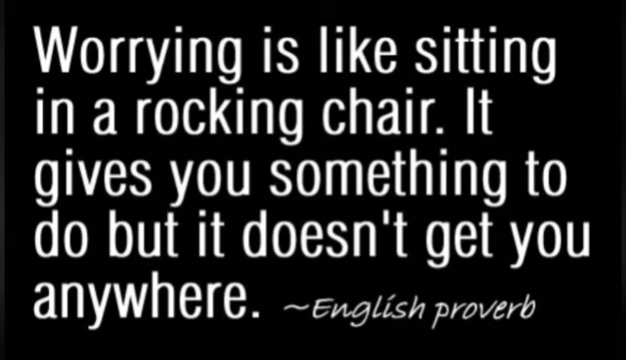 Worrying is like sitting
in a rocking chair. It
gives you something to
do but it doesn't get you
anywhere. ~English proverb